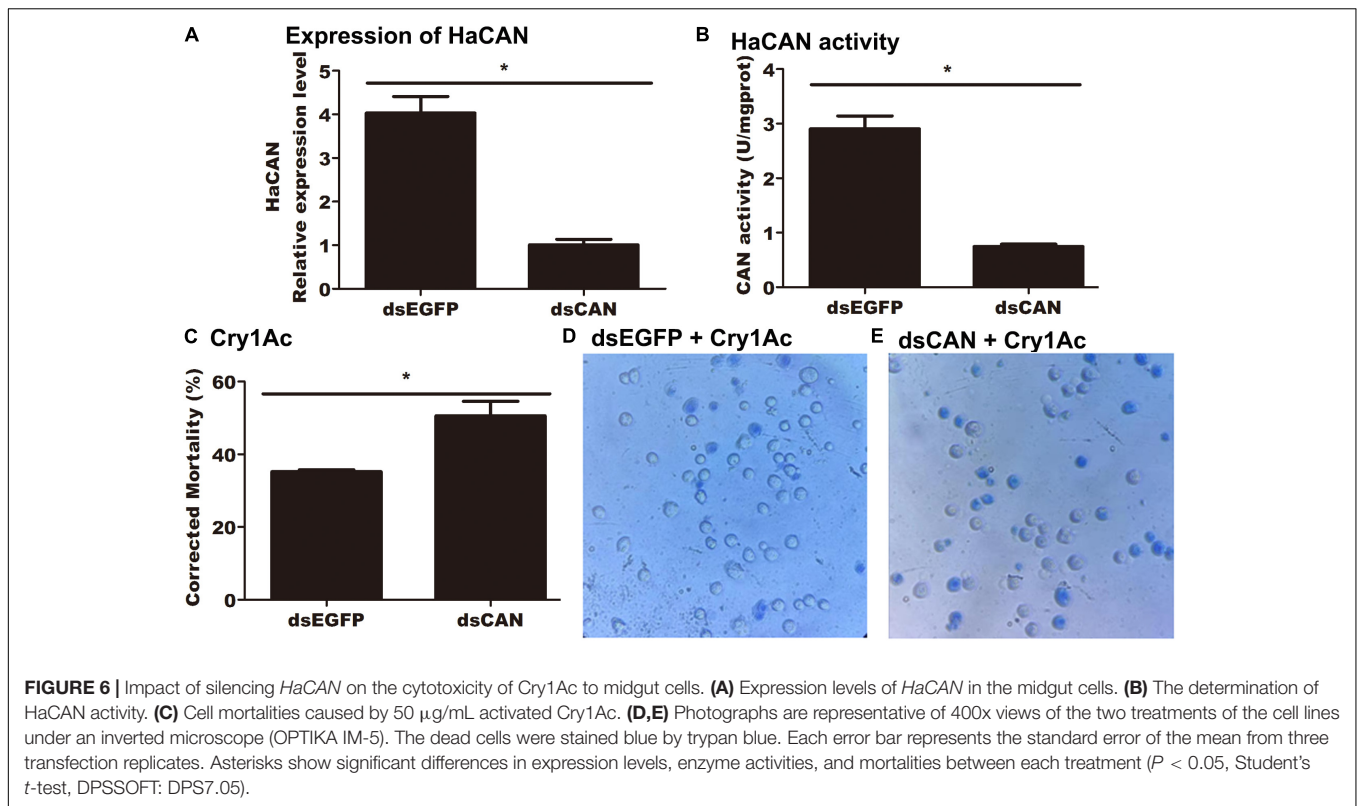 A Expression of HaCAN
HaCAN
Relative expression level
5
4
3
2
1
0
*
dsEGFP dsCAN
B HaCAN activity
CAN activity (U/mgprot)
4
3
2
1
0
*
dsEGFP dsCAN
C Cry1Ac
Corrected Mortality (%)
60
40
20
0
*
dsEGFP dsCAN
D dsEGFP + Cry1Ac
E dsCAN + Cry1Ac
FIGURE 6 | Impact of silencing HaCAN on the cytotoxicity of Cry1Ac to midgut cells. (A) Expression levels of HaCAN in the midgut cells. (B) The determination of
HaCAN activity. (C) Cell mortalities caused by 50 μg/mL activated Cry1Ac. (D,E) Photographs are representative of 400x views of the two treatments of the cell lines
under an inverted microscope (OPTIKA IM-5). The dead cells were stained blue by trypan blue. Each error bar represents the standard error of the mean from three
transfection replicates. Asterisks show significant differences in expression levels, enzyme activities, and mortalities between each treatment (P < 0.05, Student's
t-test, DPSSOFT: DPS7.05).